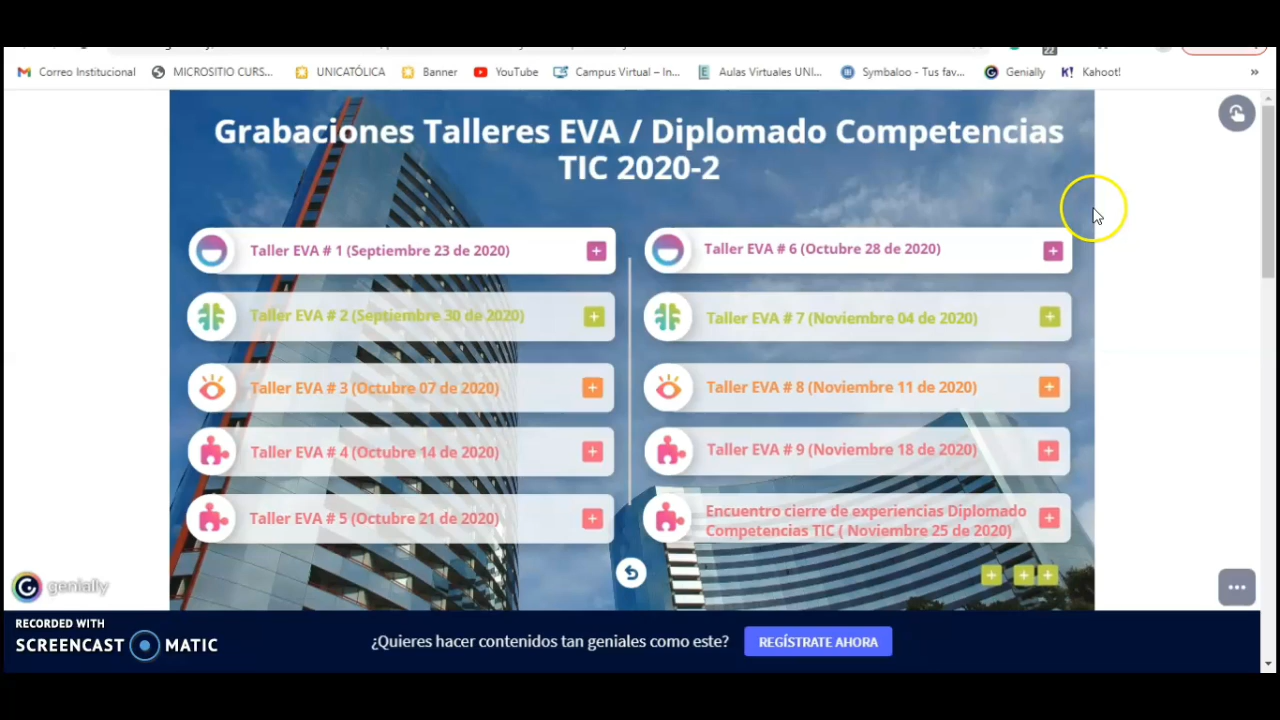 22
Correo Institucional
MICROSITIO CURS...
UNICATÓLICA
Banner
YouTube
Campus Virtual – In...
Aulas Virtuales UNI...
Symbaloo - Tus fav...
Genially
K! Kahoot!
»
Grabaciones Talleres EVA / Diplomado Competencias
TIC 2020-2
Taller EVA # 1 (Septiembre 23 de 2020)
Taller EVA # 2 (Septiembre 30 de 2020)
Taller EVA # 3 (Octubre 07 de 2020)
Taller EVA # 4 (Octubre 14 de 2020)
Taller EVA # 5 (Octubre 21 de 2020)
Taller EVA # 6 (Octubre 28 de 2020)
Taller EVA # 7 (Noviembre 04 de 2020)
Taller EVA # 8 (Noviembre 11 de 2020)
Taller EVA # 9 (Noviembre 18 de 2020)
Encuentro cierre de experiencias Diplomado
Competencias TIC ( Noviembre 25 de 2020)
genially
RECORDED WITH
SCREENCAST MATIC
¿Quieres hacer contenidos tan geniales como este?
REGÍSTRATE AHORA